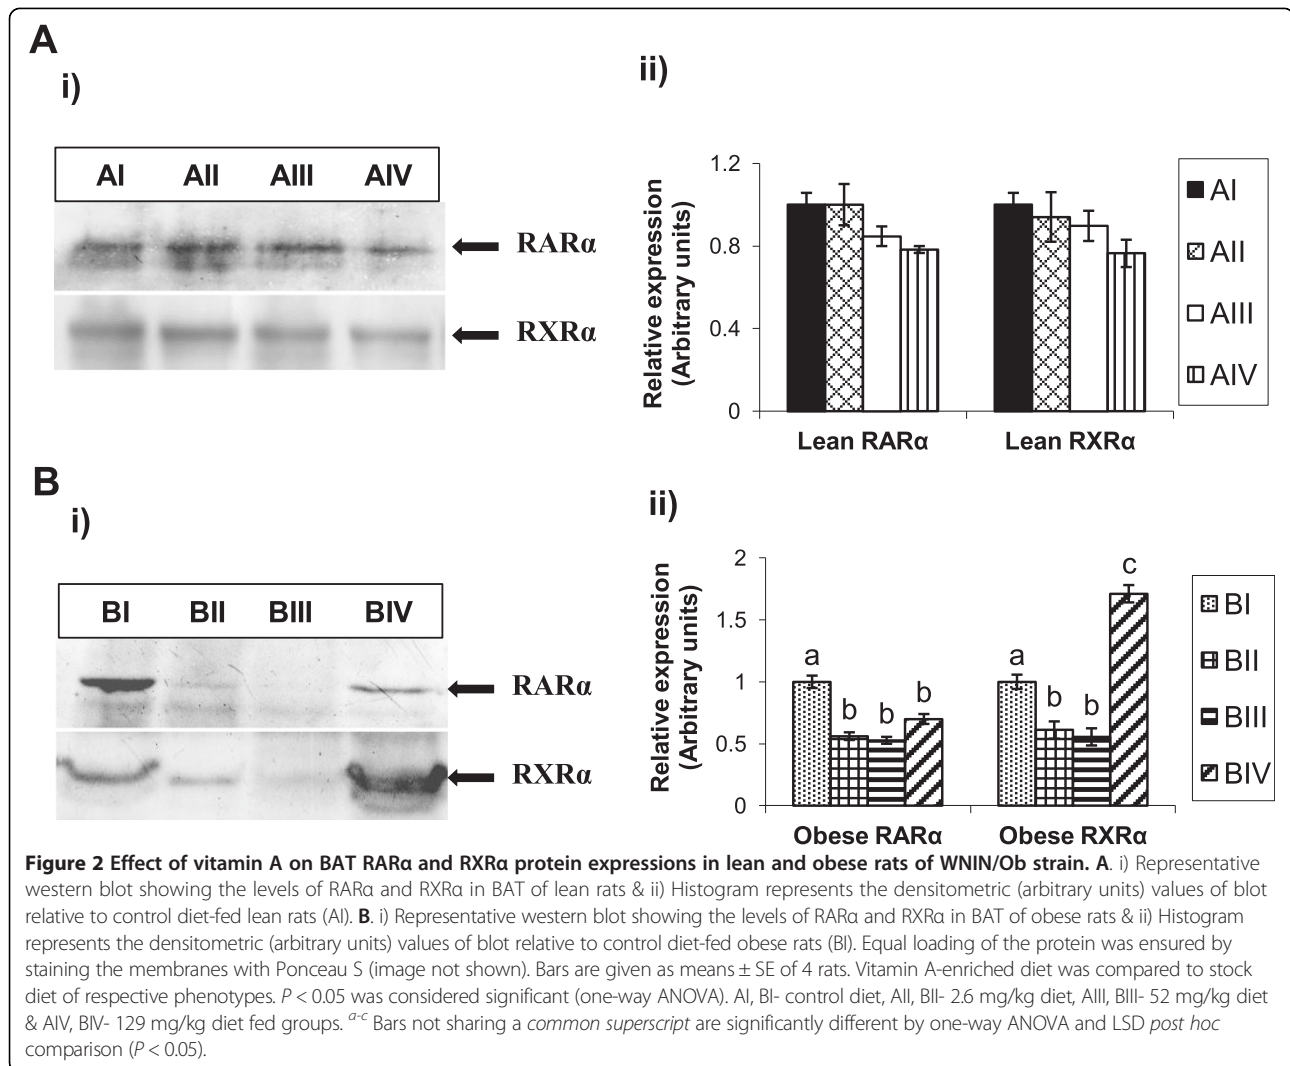 A
i)
AI AII AIII AIV
RARα
RXRα
ii)
Relative expression
(Arbitrary units)
1.2
0.8
0.4
0
Lean RARα Lean RXRα
AI
AII
AIII
AIV
B
i)
BI BII BIII BIV
RARα
RXRα
ii)
Relative expression
(Arbitrary units)
2
1.5
1
0.5
0
a b b b a b b c
Obese RARα Obese RXRα
BI
BII
BIII
BIV
Figure 2 Effect of vitamin A on BAT RARα and RXRα protein expressions in lean and obese rats of WNIN/Ob strain. A. i) Representative
western blot showing the levels of RARα and RXRα in BAT of lean rats & ii) Histogram represents the densitometric (arbitrary units) values of blot
relative to control diet-fed lean rats (AI). B. i) Representative western blot showing the levels of RARα and RXRα in BAT of obese rats & ii) Histogram
represents the densitometric (arbitrary units) values of blot relative to control diet-fed obese rats (BI). Equal loading of the protein was ensured by
staining the membranes with Ponceau S (image not shown). Bars are given as means ± SE of 4 rats. Vitamin A-enriched diet was compared to stock
diet of respective phenotypes. P < 0.05 was considered significant (one-way ANOVA). AI, BI- control diet, AII, BII- 2.6 mg/kg diet, AIII, BIII- 52 mg/kg diet
& AIV, BIV- 129 mg/kg diet fed groups. a-c Bars not sharing a common superscript are significantly different by one-way ANOVA and LSD post hoc
comparison (P < 0.05).